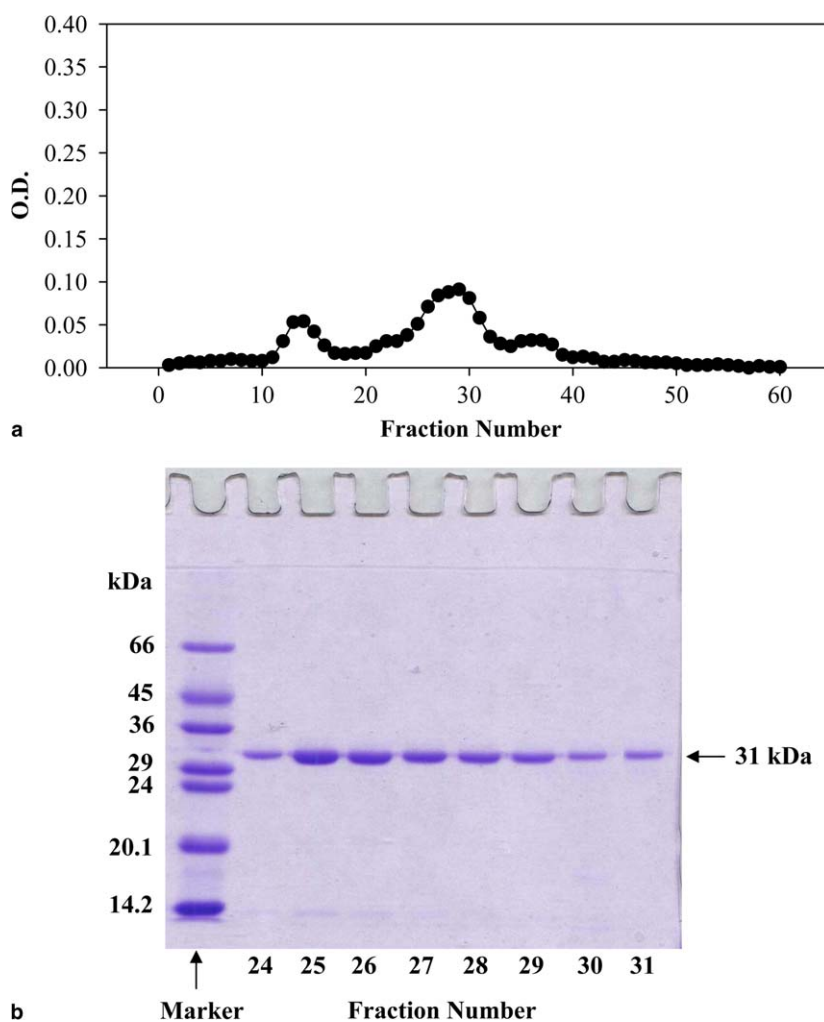 0.40
0.35
0.30
0.25
0.20
0.15
0.10
0.05
0.00
O.D.
0 10 20 30 40 50 60
Fraction Number
a
kDa
66
45
36
29
24
20.1
14.2
31 kDa
24 25 26 27 28 29 30 31
Marker Fraction Number
b